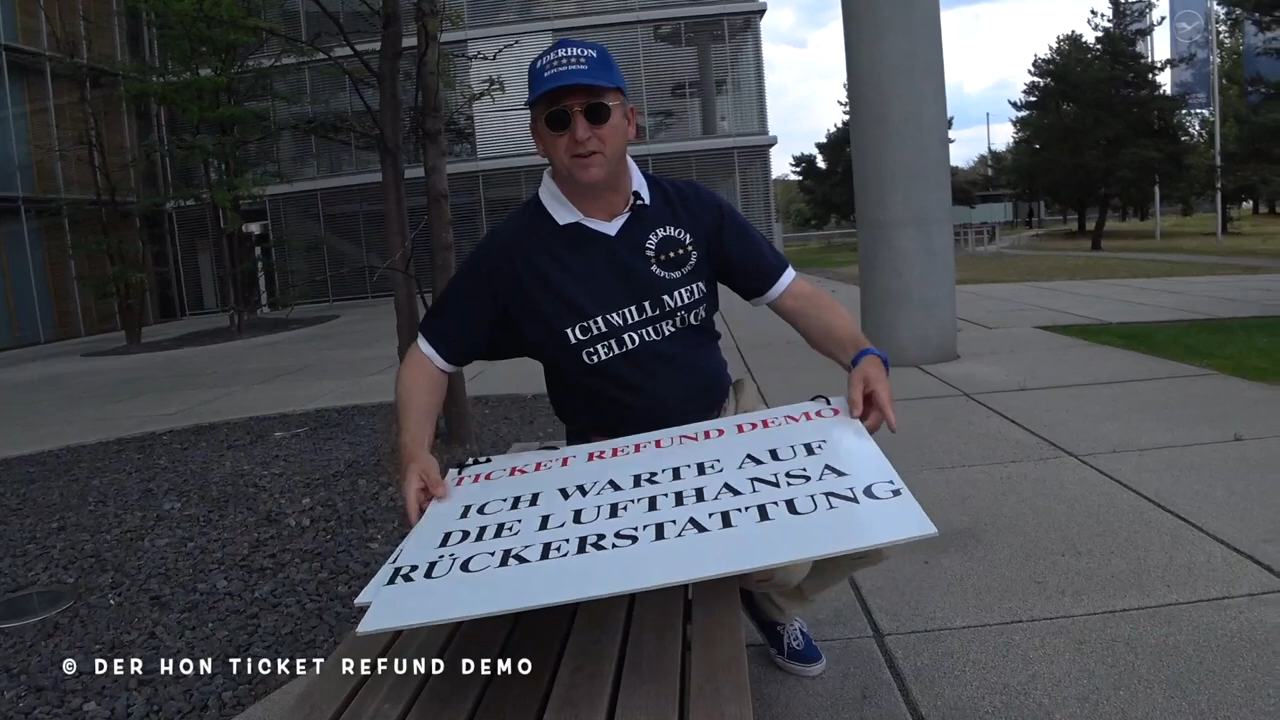 #DERHON
REFUND DEMO
#DERHON
REFUND DEMO
ICH WILL MEIN
GELD ZURÜCK
TICKET REFUND DEMO
ICH WARTE AUF
DIE LUFTHANSA
RÜCKERSTATTUNG
© DER HON TICKET REFUND DEMO